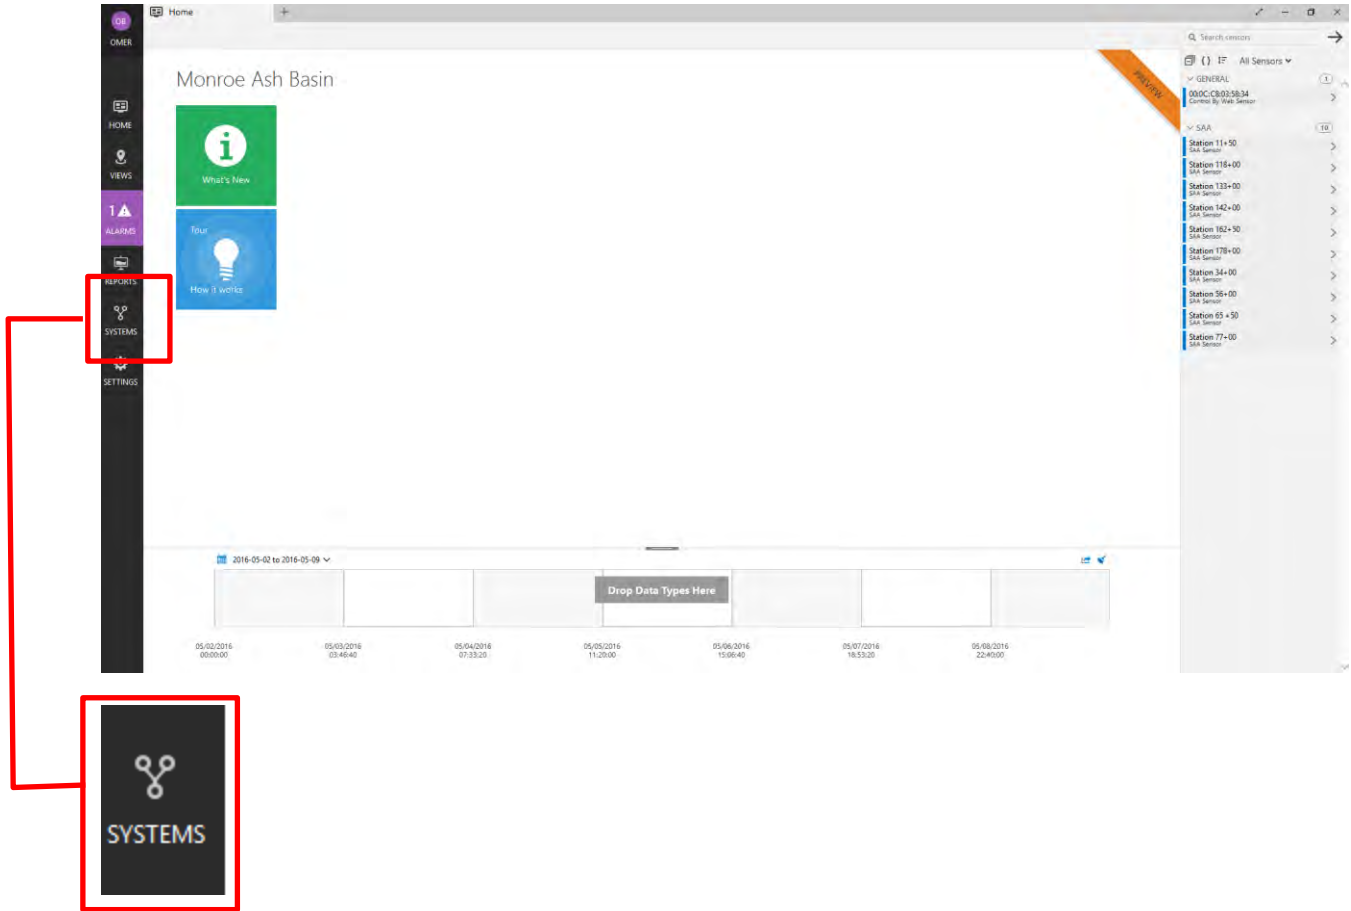 OB
OMER
HOME
VIEWS
1
ALARMS
REPORTS
SYSTEMS
SETTINGS
Home
+
Monroe Ash Basin
What's New
Tour
How it works
PREVIEW
2016-05-02 to 2016-05-09
Drop Data Types Here
05/02/2016 05/03/2016 05/04/2016 05/05/2016 05/06/2016 05/07/2016 05/08/2016
00:00:00 03:46:40 07:33:20 11:20:00 15:06:40 18:53:20 22:40:00
Search sensors
{} All Sensors
GENERAL 1
00:0C:C8:03:58:34
Control By Web Sensor
SAA 10
Station 11+50
SAA Sensor
Station 118+00
SAA Sensor
Station 133+00
SAA Sensor
Station 142+00
SAA Sensor
Station 162+50
SAA Sensor
Station 178+00
SAA Sensor
Station 34+00
SAA Sensor
Station 56+00
SAA Sensor
Station 65 +50
SAA Sensor
Station 77+00
SAA Sensor
SYSTEMS